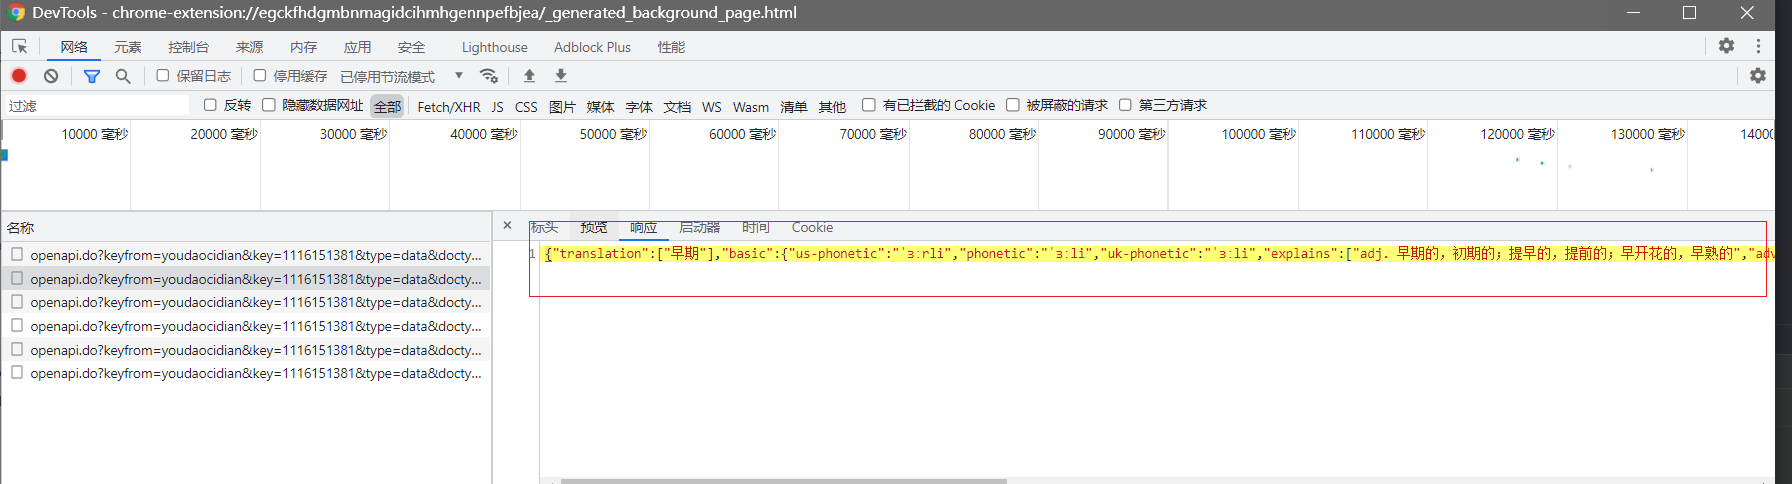 DevTools - chrome-extension://egckfhdgmbnmagidcihmhgennpefbjea/_generated_background_page.html
网络 元素 控制台 来源 内存 应用 安全 Lighthouse Adblock Plus 性能
保留日志 停用缓存 已停用节流模式
过滤 反转 隐藏数据网址 全部 Fetch/XHR JS CSS 图片 媒体 字体 文档 WS Wasm 清单 其他 有已拦截的 Cookie 被屏蔽的请求 第三方请求
10000 毫秒 20000 毫秒 30000 毫秒 40000 毫秒 50000 毫秒 60000 毫秒 70000 毫秒 80000 毫秒 90000 毫秒 100000 毫秒 110000 毫秒 120000 毫秒 130000 毫秒 14000
名称 × 标头 预览 响应 启动器 时间 Cookie
openapi.do?keyfrom=youdaocidian&key=1116151381&type=data&docty...
1 {"translation":["早期"],"basic":{"us-phonetic":"ˈɜːrli","phonetic":"ˈɜːli","uk-phonetic":"ˈɜːli","explains":["adj. 早期的，初期的；提早的，提前的；早开花的，早熟的","adv
openapi.do?keyfrom=youdaocidian&key=1116151381&type=data&docty...
openapi.do?keyfrom=youdaocidian&key=1116151381&type=data&docty...
openapi.do?keyfrom=youdaocidian&key=1116151381&type=data&docty...
openapi.do?keyfrom=youdaocidian&key=1116151381&type=data&docty...
openapi.do?keyfrom=youdaocidian&key=1116151381&type=data&docty...